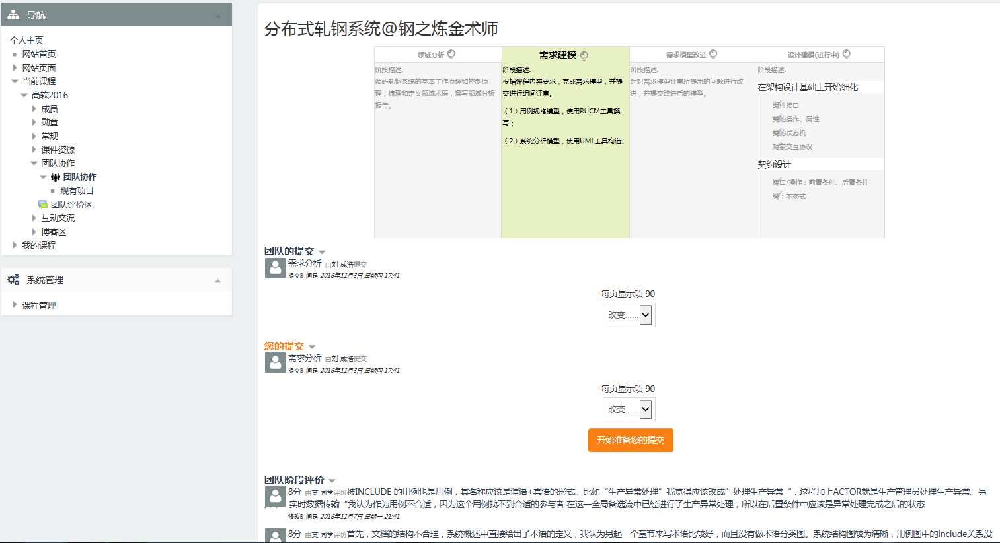 导航
个人主页
网站首页
网站页面
当前课程
高软2016
成员
勋章
常规
课件资源
团队协作
团队协作
现有项目
团队评价区
互动交流
博客区
我的课程
系统管理
课程管理
分布式轧钢系统@钢之炼金术师
领域分析
阶段描述:
调研轧钢系统的基本工作原理和控制原
理，梳理和定义领域术语，撰写领域分析
报告。
需求建模
阶段描述:
根据课程内容要求，完成需求模型，并提
交进行组间评审。
（1）用例规格模型，使用RUCM工具撰
写；
（2）系统分析模型，使用UML工具构造。
需求模型改进
阶段描述:
针对需求模型评审所提出的问题进行改
进，并提交改进后的模型。
设计建模(进行中)
阶段描述:
在架构设计基础上开始细化
组件接口
类的操作、属性
类的状态机
对象交互协议
契约设计
接口/操作：前置条件、后置条件
类：不变式
团队的提交
需求分析 由刘 成浩提交
提交时间是 2016年11月3日 星期四 17:41
每页显示项 90
改变......
您的提交
需求分析 由刘 成浩提交
提交时间是 2016年11月3日 星期四 17:41
每页显示项 90
改变......
开始准备您的提交
团队阶段评价
8分 由某 同学评价被INCLUDE 的用例也是用例，其名称应该是谓语+宾语的形式。比如“生产异常处理”我觉得应该改成”处理生产异常“，这样加上ACTOR就是生产管理员处理生产异常。另
实时数据传输“我认为作为用例不合适，因为这个用例找不到合适的参与者 在这一全局备选流中已经进行了生产异常处理，所以在后置条件中应该是异常处理完成之后的状态
修改时间是 2016年11月7日 星期一 21:41
8分 由某 同学评价首先，文档的结构不合理，系统概述中直接给出了术语的定义，我认为另起一个章节来写术语比较好，而且没有做术语分类图。系统结构图较为清晰，用例图中的include关系没